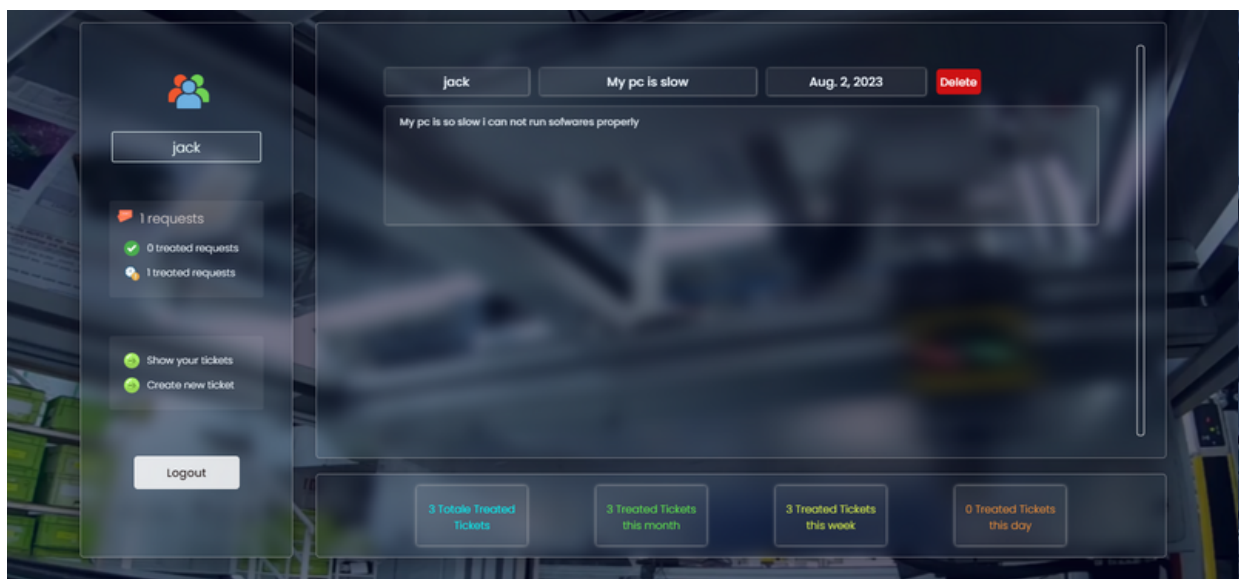 jack
1 requests
0 treated requests
1 treated requests
Show your tickets
Create new ticket
Logout
jack
My pc is slow
Aug. 2, 2023
Delete
My pc is so slow i can not run sofwares properly
3 Totale Treated
Tickets
3 Treated Tickets
this month
3 Treated Tickets
this week
0 Treated Tickets
this day